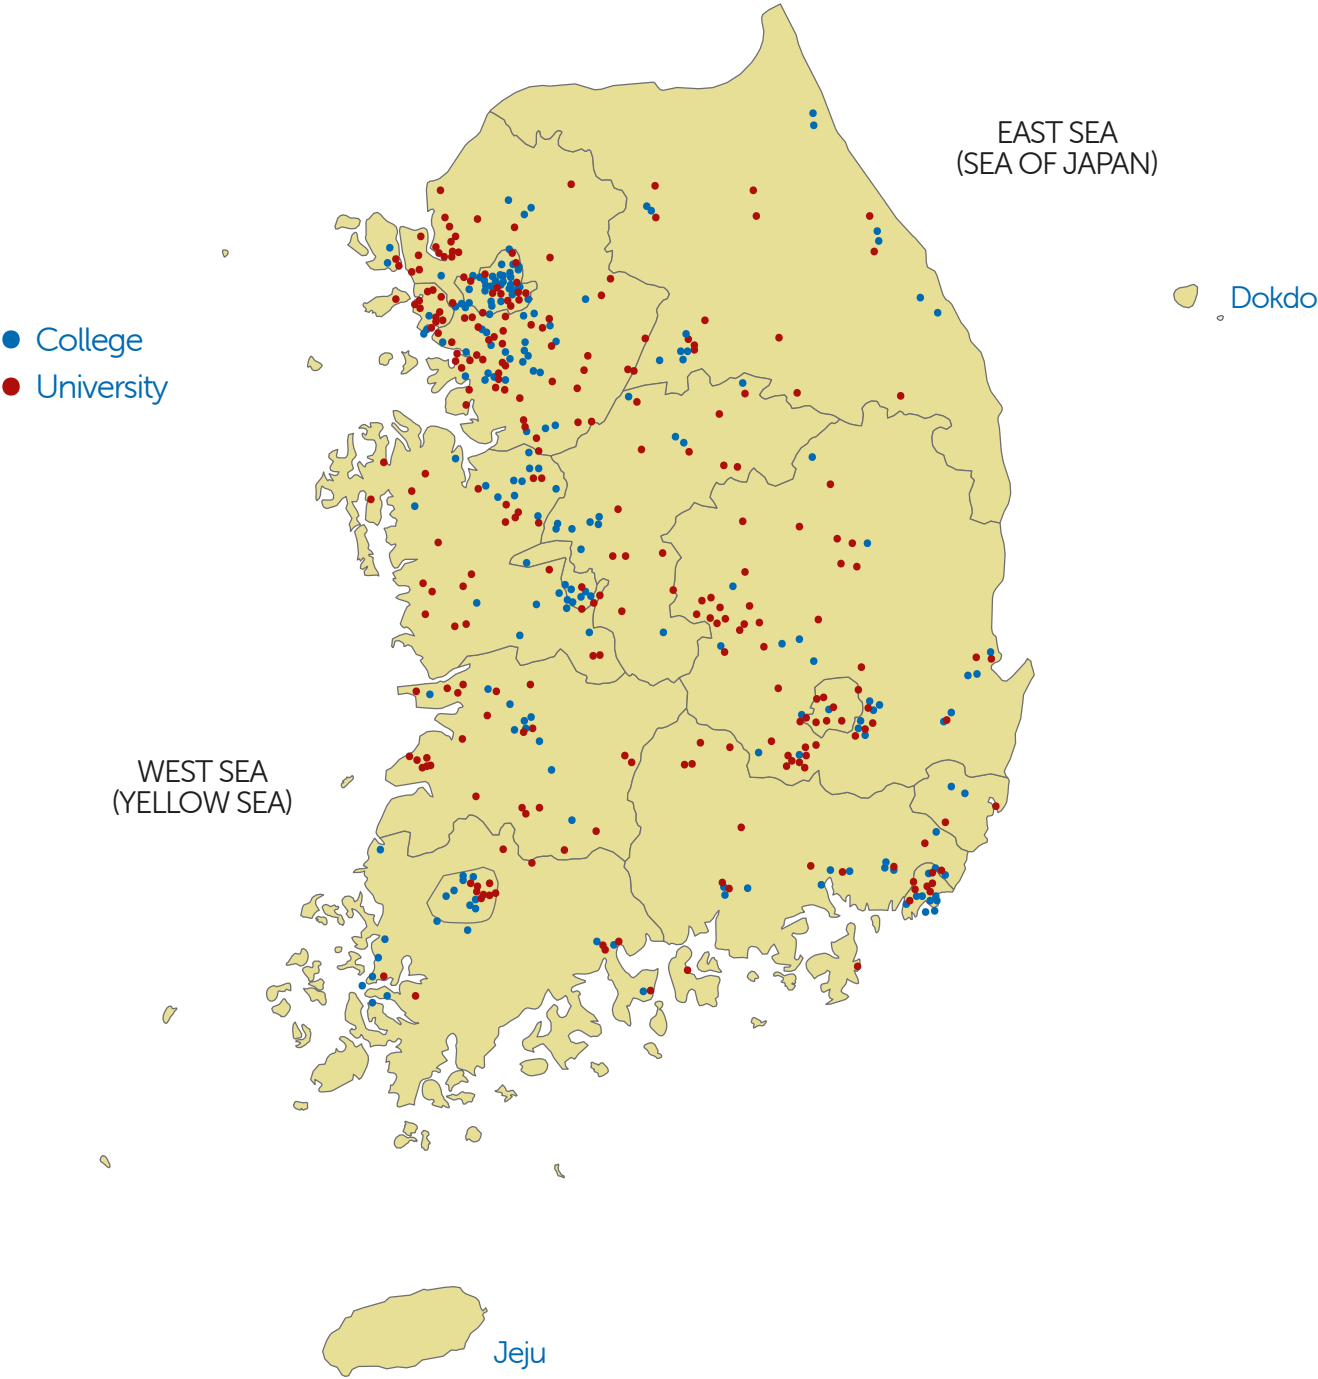 EAST SEA
(SEA OF JAPAN)
Dokdo
College
University
WEST SEA
(YELLOW SEA)
Jeju